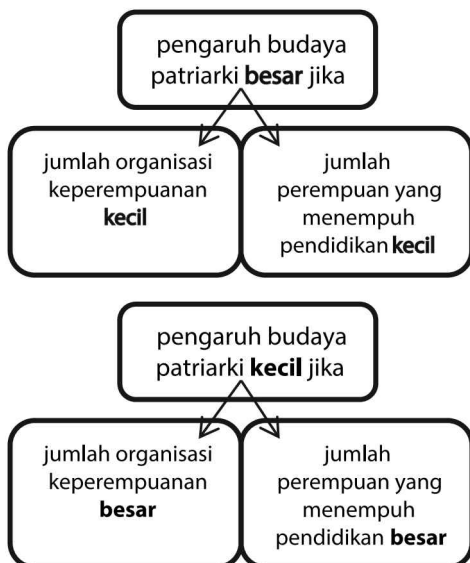 pengaruh budaya
patriarki besar jika
jumlah organisasi
keperempuanan
kecil
jumlah
perempuan yang
menempuh
pendidikan kecil
pengaruh budaya
patriarki kecil jika
jumlah organisasi
keperempuanan
besar
jumlah
perempuan yang
menempuh
pendidikan besar